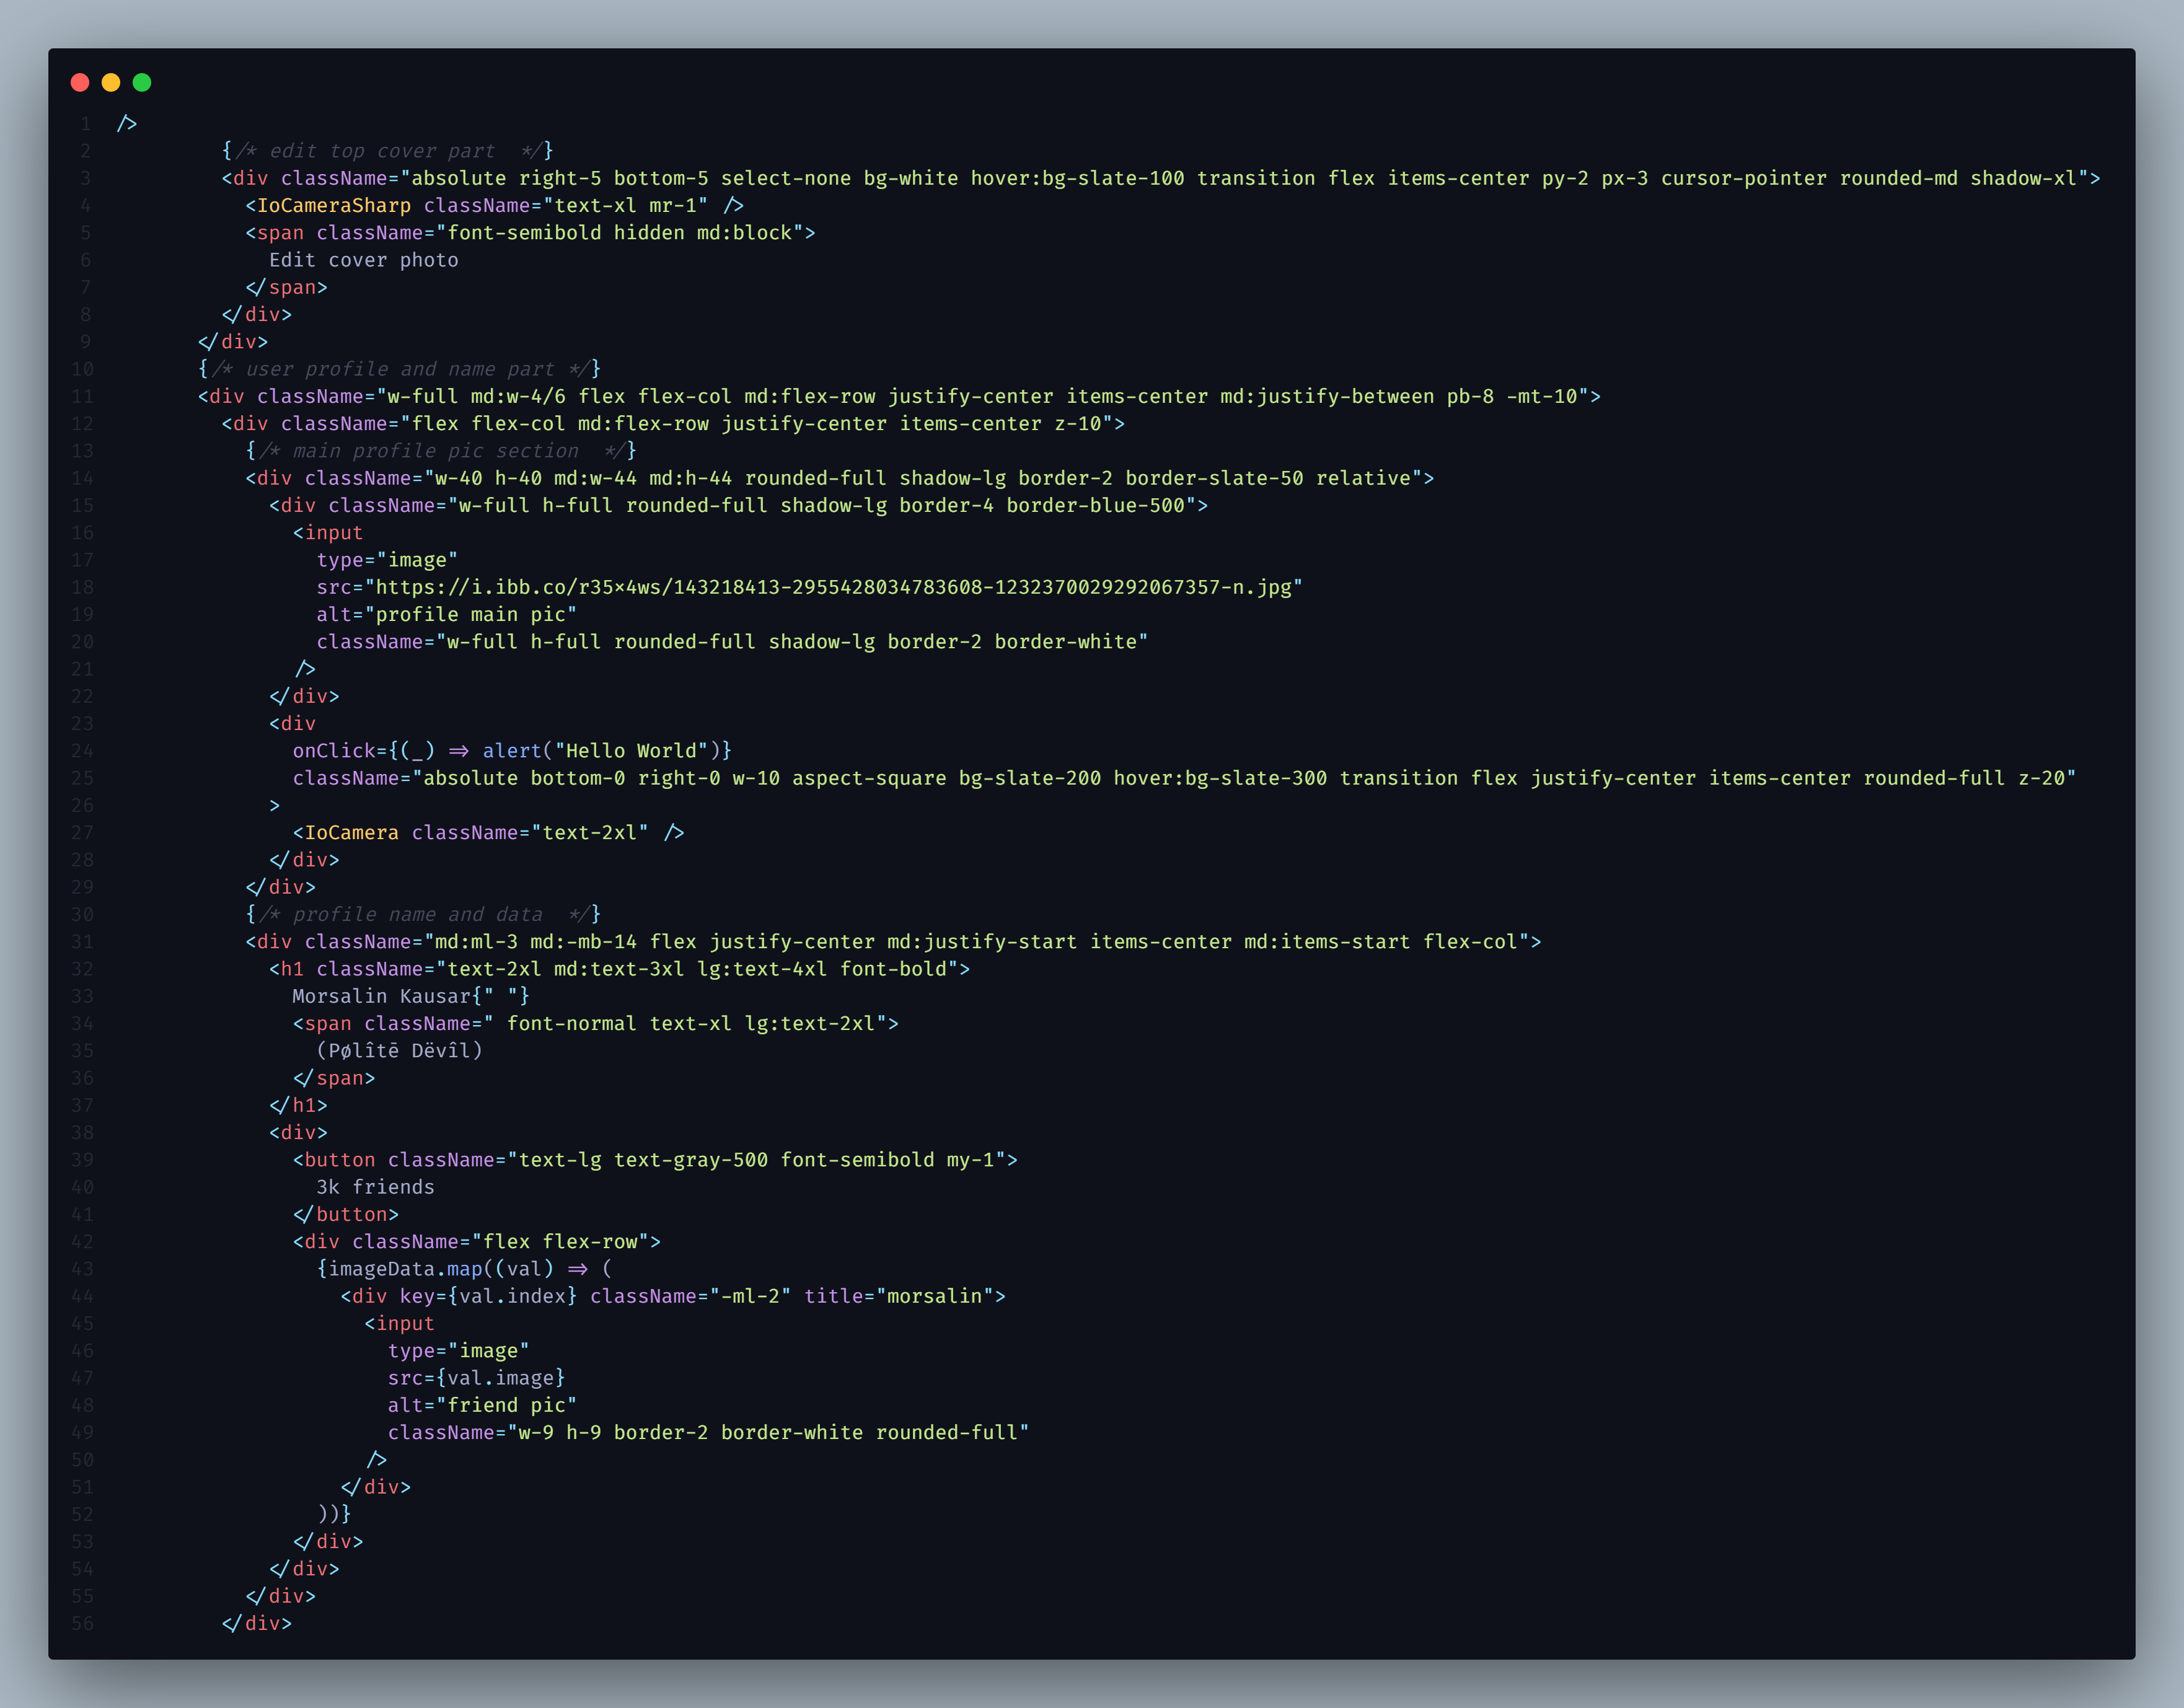 1 />
2 {/* edit top cover part  */}
3 <div className="absolute right-5 bottom-5 select-none bg-white hover:bg-slate-100 transition flex items-center py-2 px-3 cursor-pointer rounded-md shadow-xl">
4 <IoCameraSharp className="text-xl mr-1" />
5 <span className="font-semibold hidden md:block">
6 Edit cover photo
7 </span>
8 </div>
9 </div>
10 {/* user profile and name part */}
11 <div className="w-full md:w-4/6 flex flex-col md:flex-row justify-center items-center md:justify-between pb-8 -mt-10">
12 <div className="flex flex-col md:flex-row justify-center items-center z-10">
13 {/* main profile pic section  */}
14 <div className="w-40 h-40 md:w-44 md:h-44 rounded-full shadow-lg border-2 border-slate-50 relative">
15 <div className="w-full h-full rounded-full shadow-lg border-4 border-blue-500">
16 <input
17 type="image"
18 src="https://i.ibb.co/r35x4ws/143218413-2955428034783608-1232370029292067357-n.jpg"
19 alt="profile main pic"
20 className="w-full h-full rounded-full shadow-lg border-2 border-white"
21 />
22 </div>
23 <div
24 onClick={(_) => alert("Hello World")}
25 className="absolute bottom-0 right-0 w-10 aspect-square bg-slate-200 hover:bg-slate-300 transition flex justify-center items-center rounded-full z-20"
26 >
27 <IoCamera className="text-2xl" />
28 </div>
29 </div>
30 {/* profile name and data  */}
31 <div className="md:ml-3 md:-mb-14 flex justify-center md:justify-start items-center md:items-start flex-col">
32 <h1 className="text-2xl md:text-3xl lg:text-4xl font-bold">
33 Morsalin Kausar{" "}
34 <span className=" font-normal text-xl lg:text-2xl">
35 (Pølîtē Dëvîl)
36 </span>
37 </h1>
38 <div>
39 <button className="text-lg text-gray-500 font-semibold my-1">
40 3k friends
41 </button>
42 <div className="flex flex-row">
43 {imageData.map((val) => (
44 <div key={val.index} className="-ml-2" title="morsalin">
45 <input
46 type="image"
47 src={val.image}
48 alt="friend pic"
49 className="w-9 h-9 border-2 border-white rounded-full"
50 />
51 </div>
52 ))}
53 </div>
54 </div>
55 </div>
56 </div>